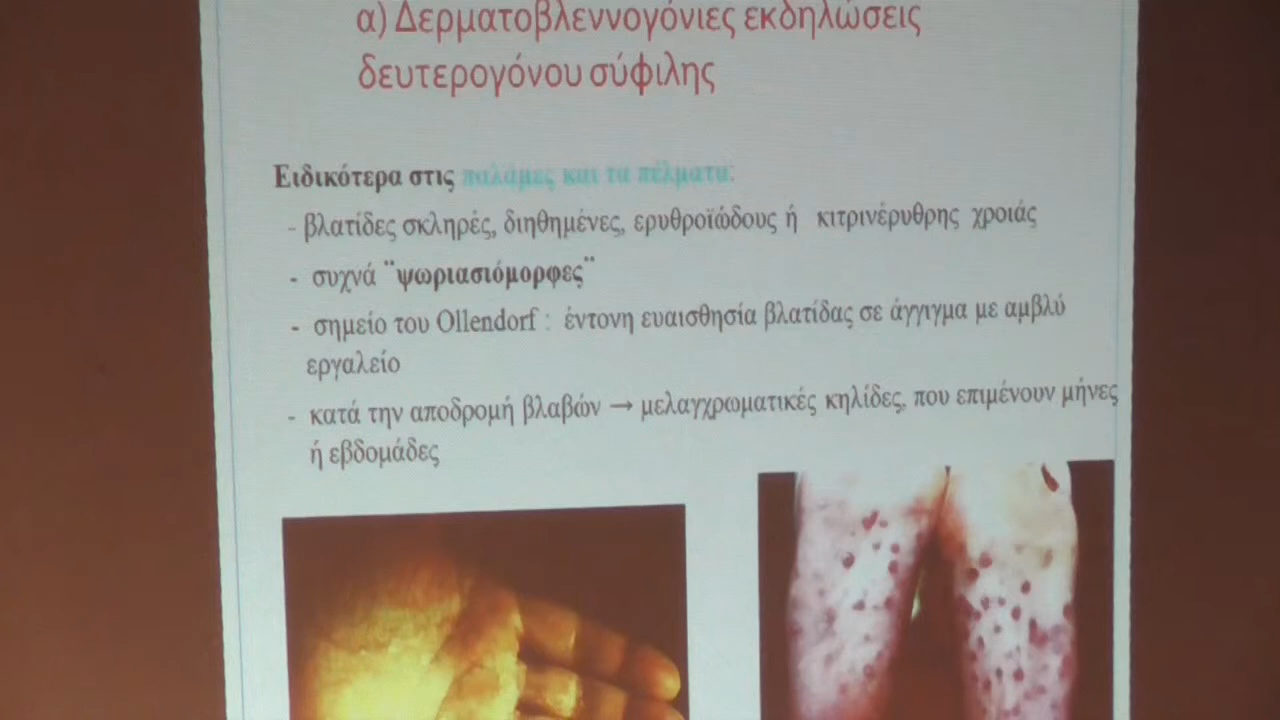 α) Δερματοβλεννογόνιες εκδηλώσεις
δευτερογόνου σύφιλης
Ειδικότερα στις παλάμες και τα πέλματα:
- βλατίδες σκληρές, διηθημένες, ερυθροϊώδους ή κιτρινέρυθρης χροιάς
- συχνά ¨ψωριασιόμορφες¨
- σημείο του Ollendorf : έντονη ευαισθησία βλατίδας σε άγγιγμα με αμβλύ
εργαλείο
- κατά την αποδρομή βλαβών → μελαγχρωματικές κηλίδες, που επιμένουν μήνες
ή εβδομάδες